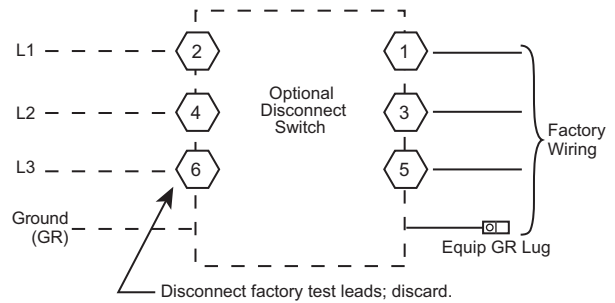 L1
2
1
L2
4
Optional
Disconnect
Switch
3
Factory
Wiring
L3
6
5
Ground
(GR)
Equip GR Lug
Disconnect factory test leads; discard.